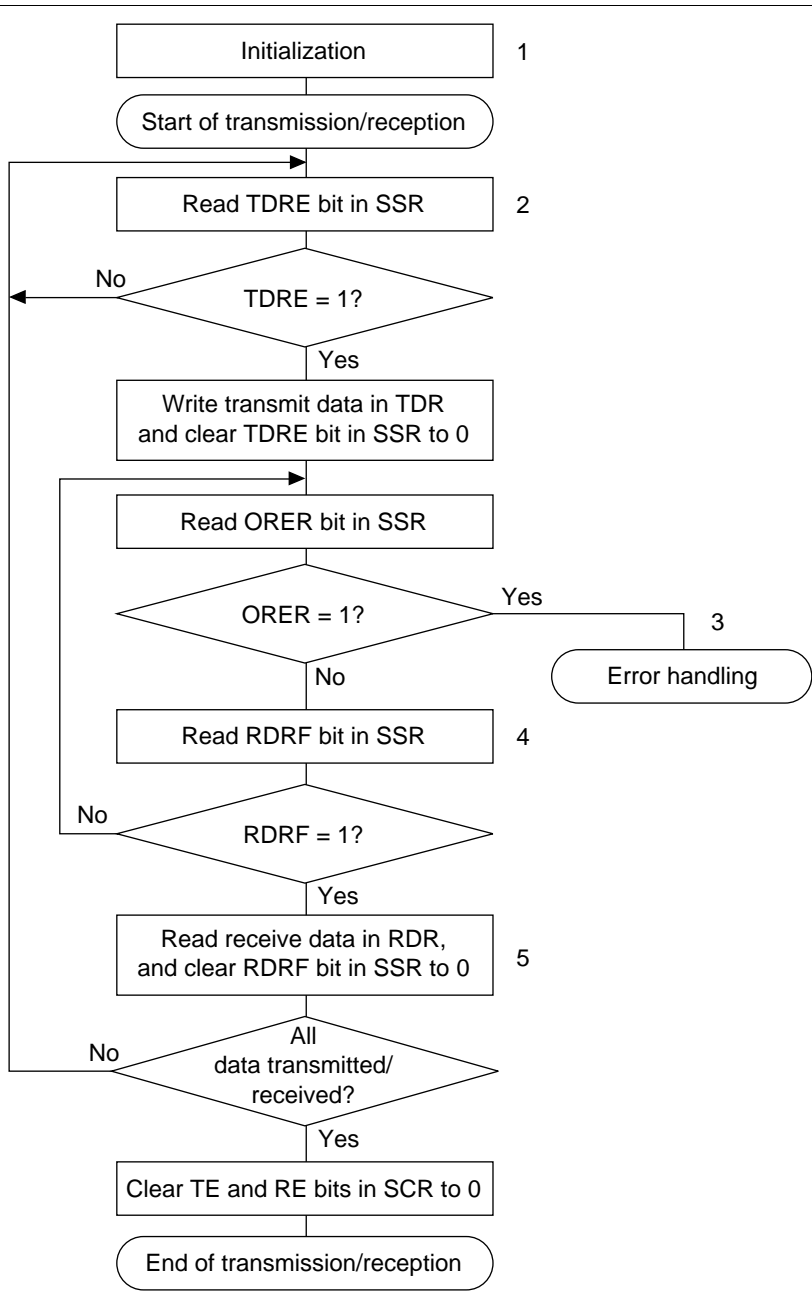 Initialization
1
Start of transmission/reception
Read TDRE bit in SSR
2
No
TDRE = 1?
Yes
Write transmit data in TDR
and clear TDRE bit in SSR to 0
Read ORER bit in SSR
Yes
ORER = 1?
3
No
Error handling
Read RDRF bit in SSR
4
No
RDRF = 1?
Yes
Read receive data in RDR,
and clear RDRF bit in SSR to 0
5
All
No
data transmitted/
received?
Yes
Clear TE and RE bits in SCR to 0
End of transmission/reception